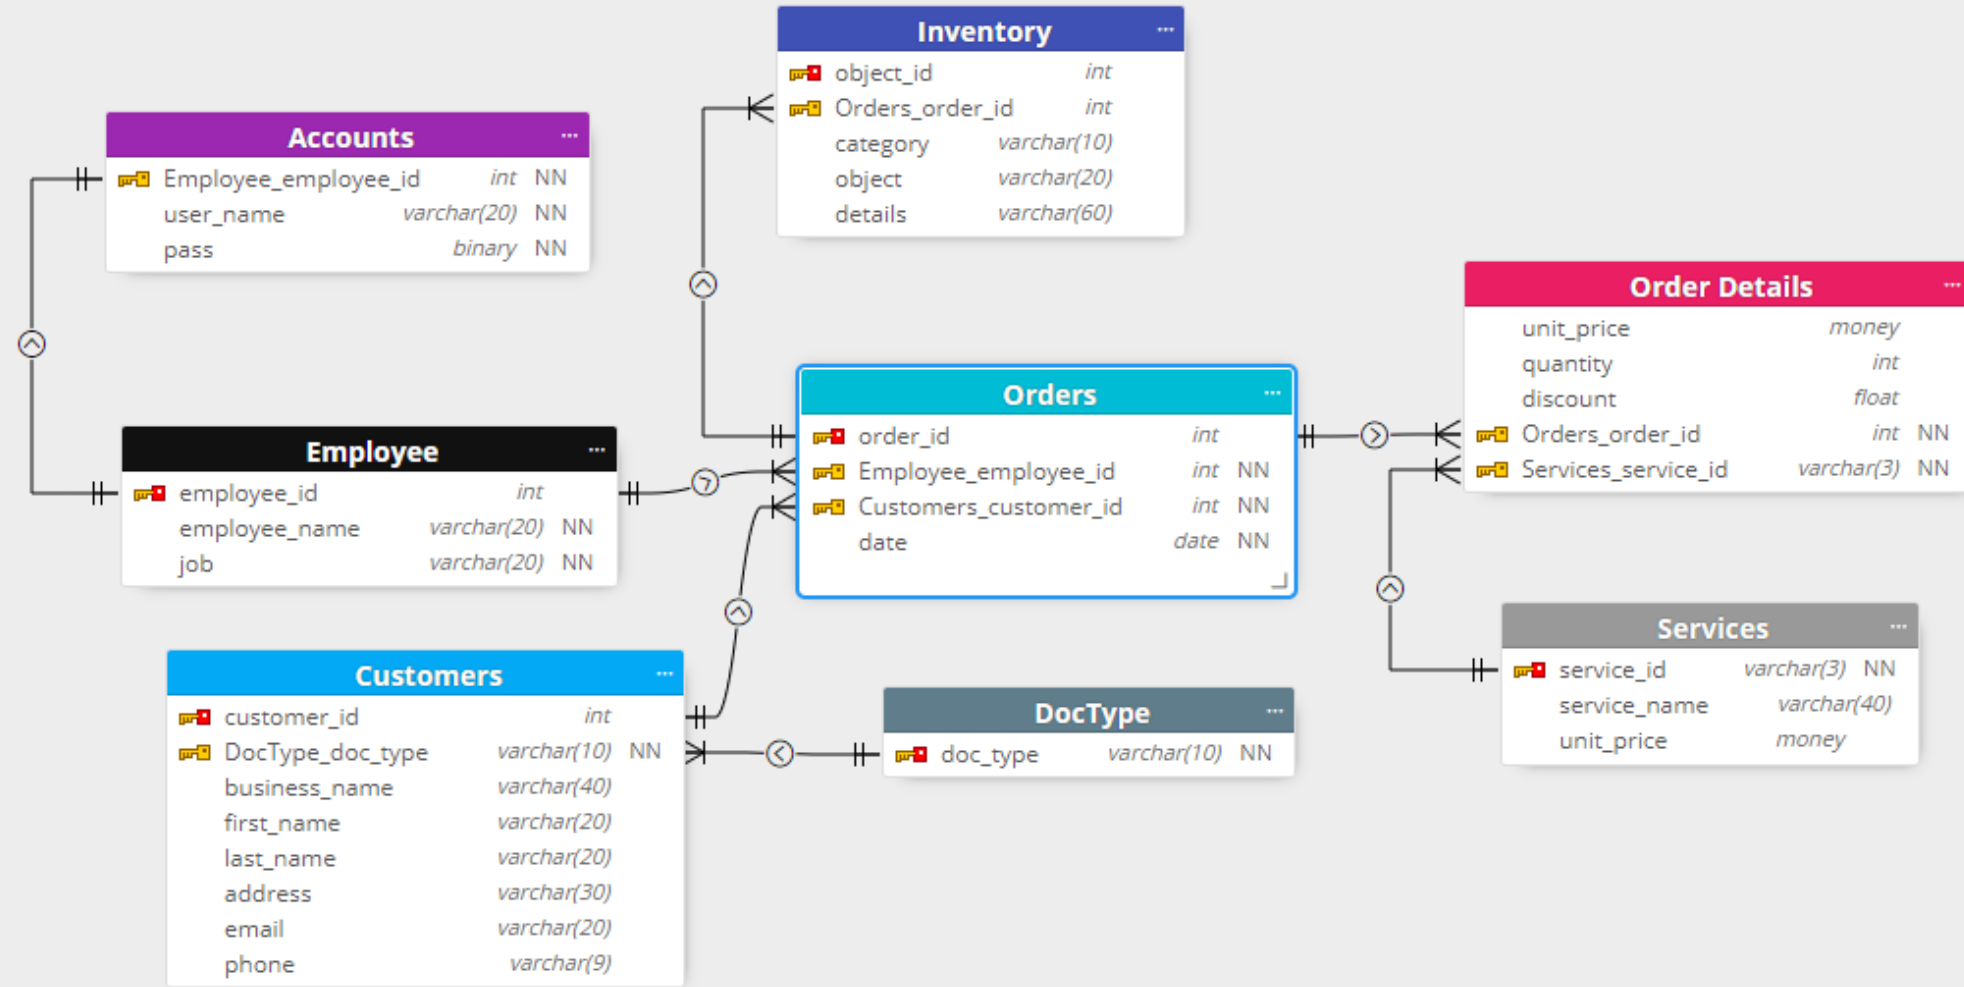 Inventory ...
object_id int
Orders_order_id int
category varchar(10)
object varchar(20)
details varchar(60)
Accounts ...
Employee_employee_id int NN
user_name varchar(20) NN
pass binary NN
Order Details ...
unit_price money
quantity int
discount float
Orders_order_id int NN
Services_service_id varchar(3) NN
Orders ...
order_id int
Employee_employee_id int NN
Customers_customer_id int NN
date date NN
Employee ...
employee_id int
employee_name varchar(20) NN
job varchar(20) NN
Services ...
service_id varchar(3) NN
service_name varchar(40)
unit_price money
Customers ...
customer_id int
DocType_doc_type varchar(10) NN
business_name varchar(40)
first_name varchar(20)
last_name varchar(20)
address varchar(30)
email varchar(20)
phone varchar(9)
DocType ...
doc_type varchar(10) NN